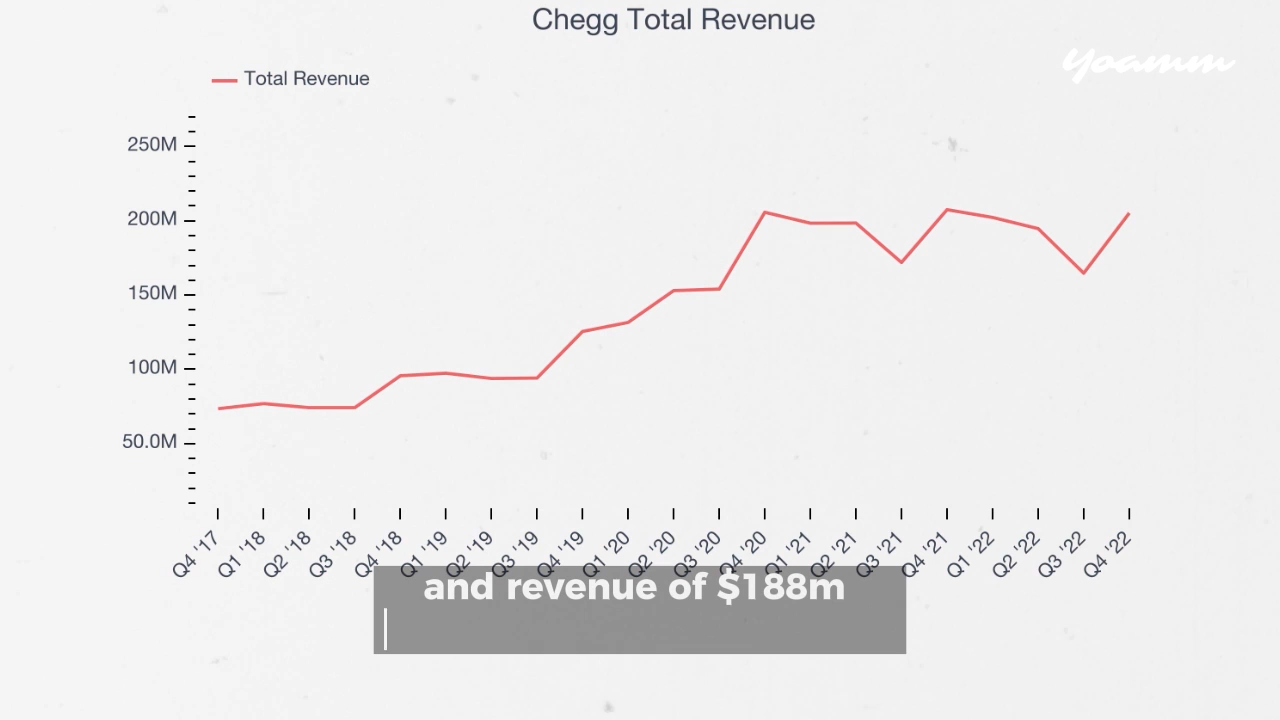 Chegg Total Revenue
Yoamm
Total Revenue
250M
200M
150M
100M
50.0M
Q4 '17 Q1 '18 Q2 '18 Q3 '18 Q4 '18 Q1 '19 Q2 '19 Q3 '19 Q4 '19 Q1 '20 Q2 '20 Q3 '20 Q4 '20 Q1 '21 Q2 '21 Q3 '21 Q4 '21 Q1 '22 Q2 '22 Q3 '22 Q4 '22
and revenue of $188m